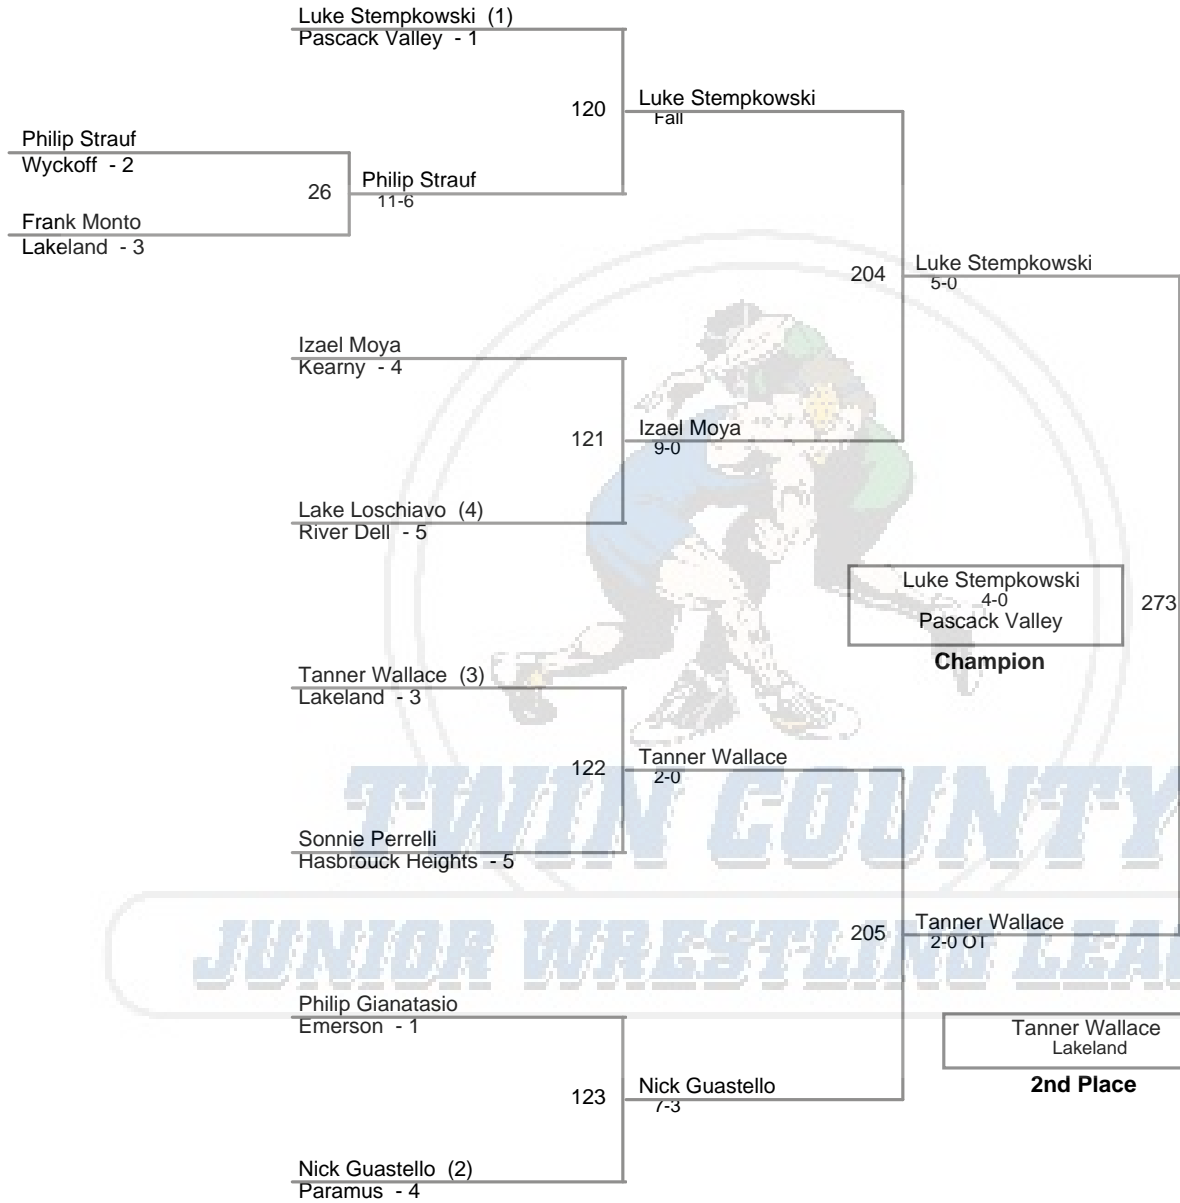 Luke Stempkowski (1)
Pascack Valley - 1
120
Luke Stempkowski
Fall
Philip Strauf
Wyckoff - 2
26
Philip Strauf
11-6
Frank Monto
Lakeland - 3
204
Luke Stempkowski
5-0
Izael Moya
Kearny - 4
121
Izael Moya
9-0
Lake Loschiavo (4)
River Dell - 5
Luke Stempkowski
4-0
Pascack Valley
273
Champion
Tanner Wallace (3)
Lakeland - 3
122
Tanner Wallace
2-0
TWIN COUNTY
Sonnie Perrelli
Hasbrouck Heights - 5
205
Tanner Wallace
2-0 OT
JUNIOR WRESTLING LEAG
Philip Gianatasio
Emerson - 1
Tanner Wallace
Lakeland
2nd Place
123
Nick Guastello
7-3
Nick Guastello (2)
Paramus - 4